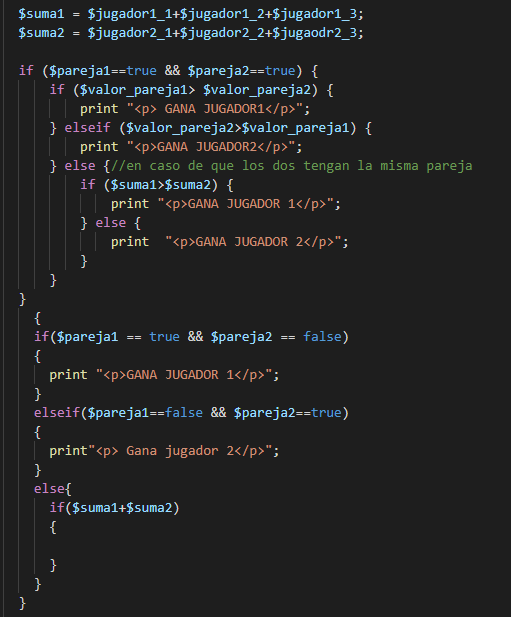 $suma1 = $jugador1_1+$jugador1_2+$jugador1_3;
$suma2 = $jugador2_1+$jugador2_2+$jugaodr2_3;

if ($pareja1==true && $pareja2==true) {
    if ($valor_pareja1> $valor_pareja2) {
        print "<p> GANA JUGADOR1</p>";
    } elseif ($valor_pareja2>$valor_pareja1) {
        print "<p>GANA JUGADOR2</p>";
    } else {//en caso de que los dos tengan la misma pareja
        if ($suma1>$suma2) {
            print "<p>GANA JUGADOR 1</p>";
        } else {
            print  "<p>GANA JUGADOR 2</p>";
        }
    }
}
  {
  if($pareja1 == true && $pareja2 == false)
  {
    print "<p>GANA JUGADOR 1</p>";
  }
  elseif($pareja1==false && $pareja2==true)
  {
    print"<p> Gana jugador 2</p>";
  }
  else{
    if($suma1+$suma2)
    {

    }
  }
}